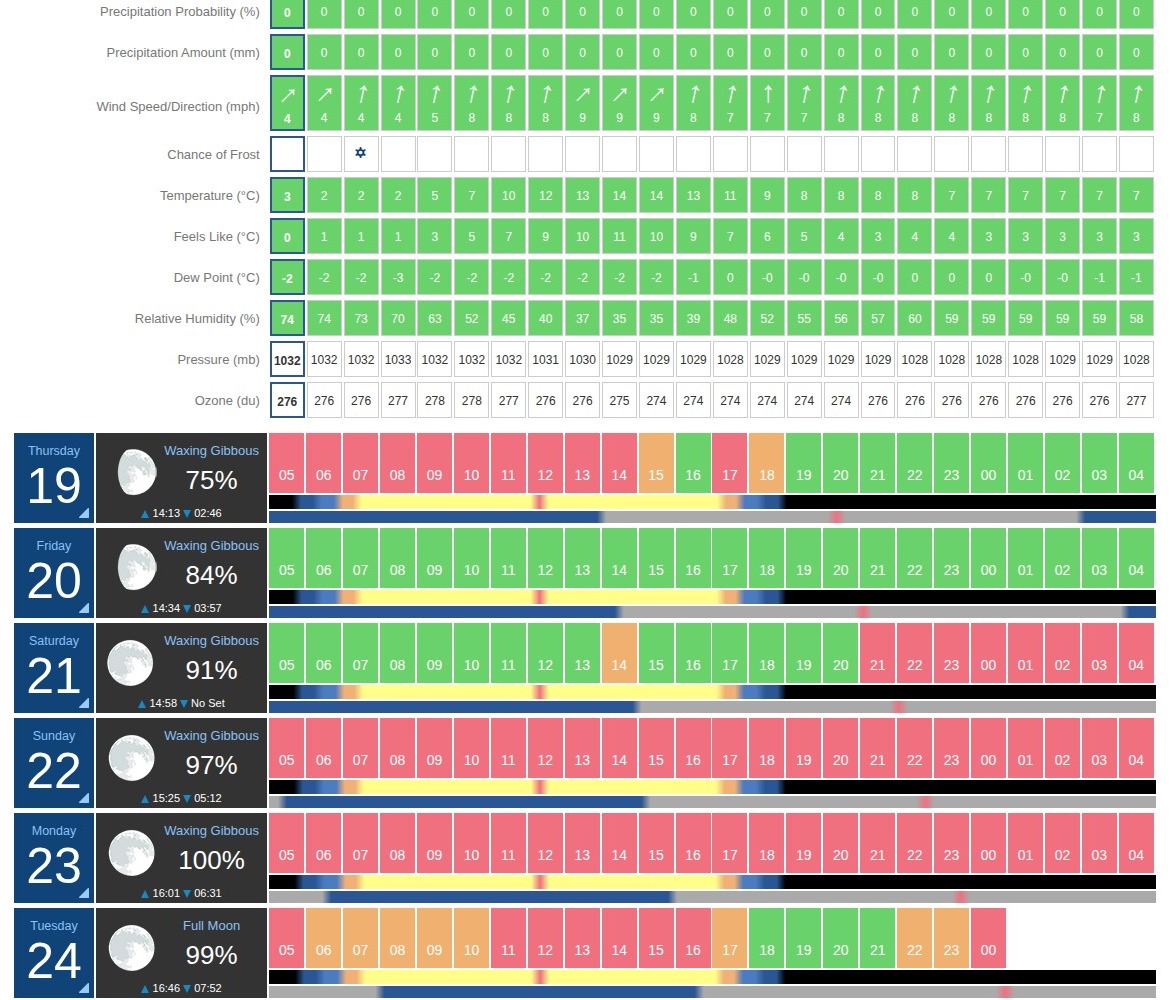 Precipitation Probability (%) 0 0 0 0 0 0 0 0 0 0 0 0 0 0 0 0 0 0 0 0 0 0 0 0
Precipitation Amount (mm) 0 0 0 0 0 0 0 0 0 0 0 0 0 0 0 0 0 0 0 0 0 0 0 0
Wind Speed/Direction (mph) 4 4 4 4 5 8 8 8 9 9 9 8 7 7 7 8 8 8 8 8 8 8 7 8
Chance of Frost
Temperature (°C) 3 2 2 2 5 7 10 12 13 14 14 13 11 9 8 8 8 8 7 7 7 7 7 7
Feels Like (°C) 0 1 1 1 3 5 7 9 10 11 10 9 7 6 5 4 3 4 4 3 3 3 3 3
Dew Point (°C) -2 -2 -2 -3 -2 -2 -2 -2 -2 -2 -2 -1 0 -0 -0 -0 -0 0 0 0 -0 -0 -1 -1
Relative Humidity (%) 74 74 73 70 63 52 45 40 37 35 35 39 48 52 55 56 57 60 59 59 59 59 59 58
Pressure (mb) 1032 1032 1032 1033 1032 1032 1032 1031 1030 1029 1029 1029 1028 1029 1029 1029 1029 1028 1028 1028 1028 1029 1029 1028
Ozone (du) 276 276 276 277 278 278 277 276 276 275 274 274 274 274 274 274 276 276 276 276 276 276 276 277
Thursday Waxing Gibbous
19 75% 05 06 07 08 09 10 11 12 13 14 15 16 17 18 19 20 21 22 23 00 01 02 03 04
14:13 02:46
Friday Waxing Gibbous
20 84% 05 06 07 08 09 10 11 12 13 14 15 16 17 18 19 20 21 22 23 00 01 02 03 04
14:34 03:57
Saturday Waxing Gibbous
21 91% 05 06 07 08 09 10 11 12 13 14 15 16 17 18 19 20 21 22 23 00 01 02 03 04
14:58 No Set
Sunday Waxing Gibbous
22 97% 05 06 07 08 09 10 11 12 13 14 15 16 17 18 19 20 21 22 23 00 01 02 03 04
15:25 05:12
Monday Waxing Gibbous
23 100% 05 06 07 08 09 10 11 12 13 14 15 16 17 18 19 20 21 22 23 00 01 02 03 04
16:01 06:31
Tuesday Full Moon
24 99% 05 06 07 08 09 10 11 12 13 14 15 16 17 18 19 20 21 22 23 00
16:46 07:52